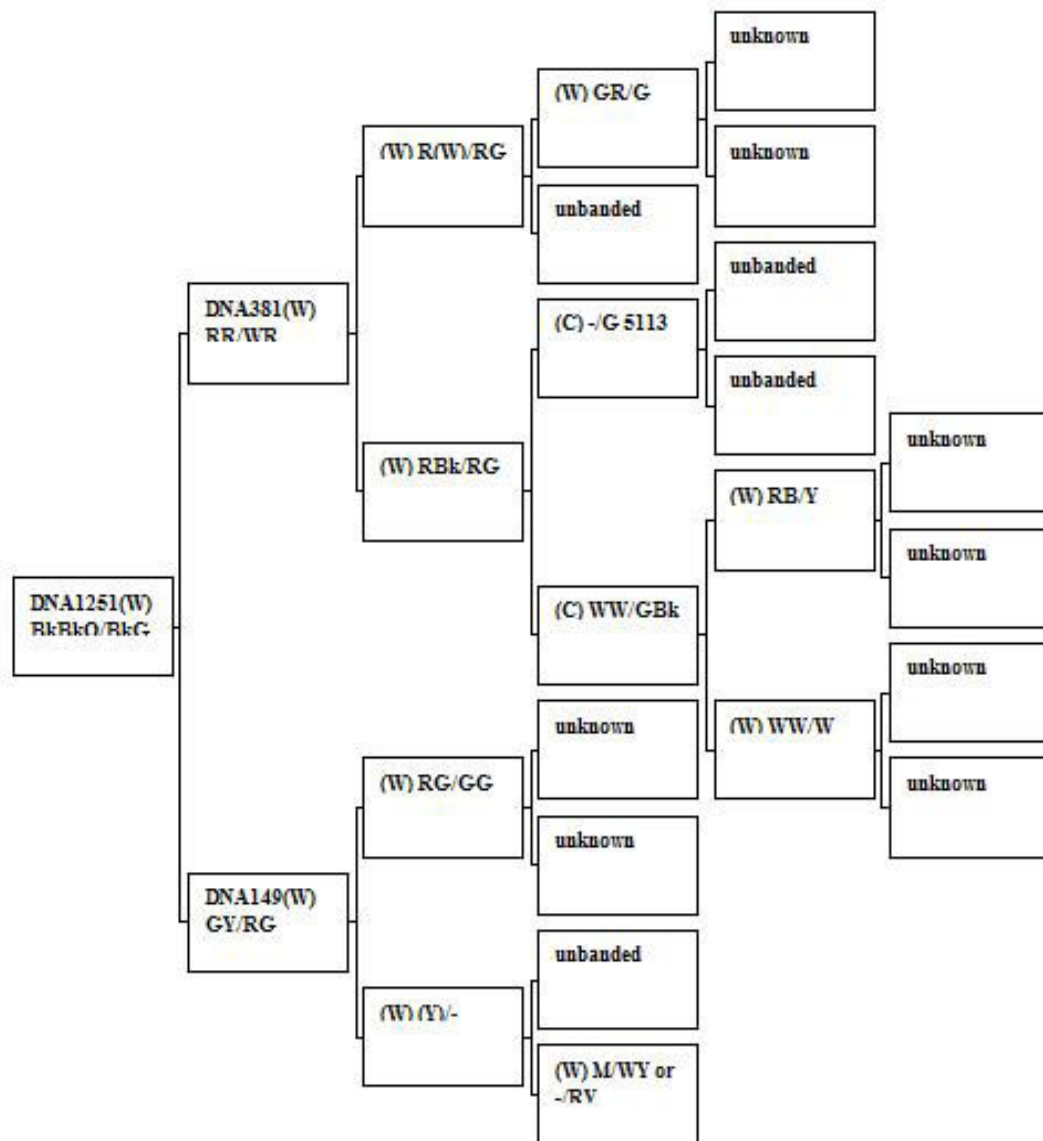 DNA1251(W)
BkBkO/BkG
DNA381(W)
RR/WR
DNA149(W)
GY/RG
(W) R(W)/RG
(W) RBk/RG
(W) RG/GG
(W) (Y)/-
(W) GR/G
unbanded
(C) -/G 5113
(C) WW/GBk
unknown
unknown
unbanded
(W) M/WY or
-/RY
unknown
unknown
unbanded
unbanded
(W) RB/Y
(W) WW/W
unknown
unknown
unknown
unknown